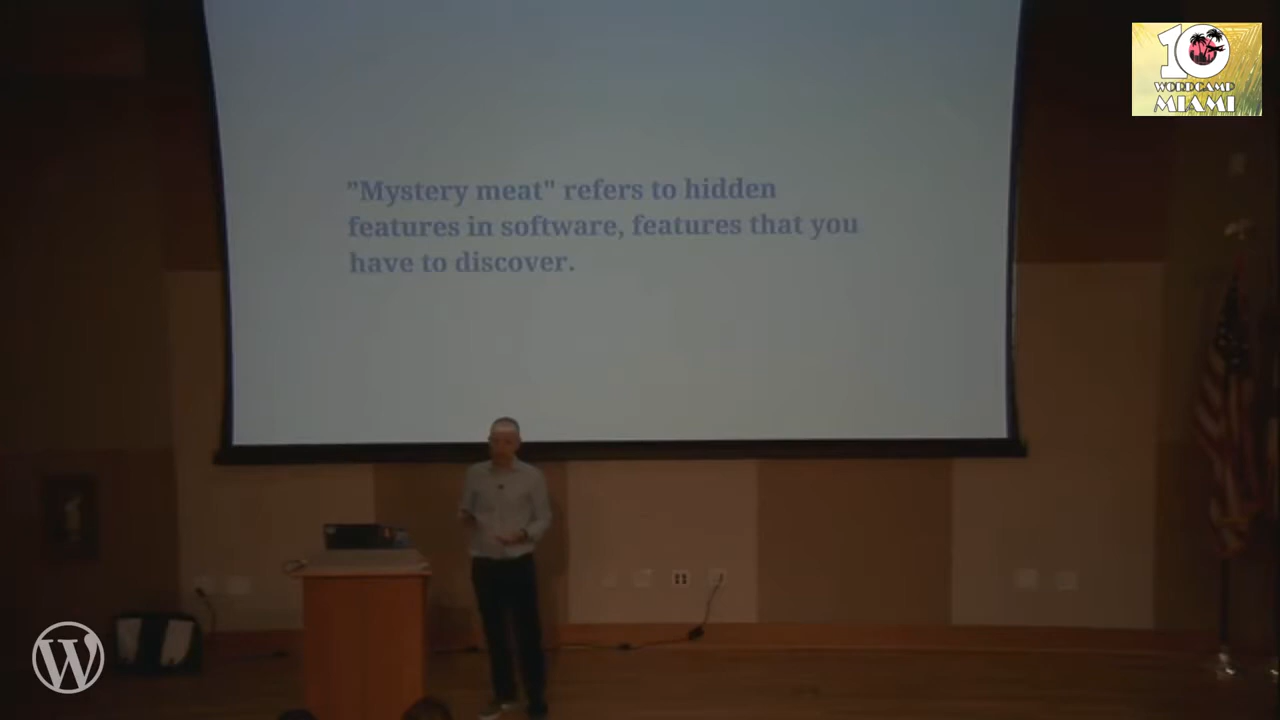 10
WORDCAMP
MIAMI
"Mystery meat" refers to hidden
features in software, features that you
have to discover.
W